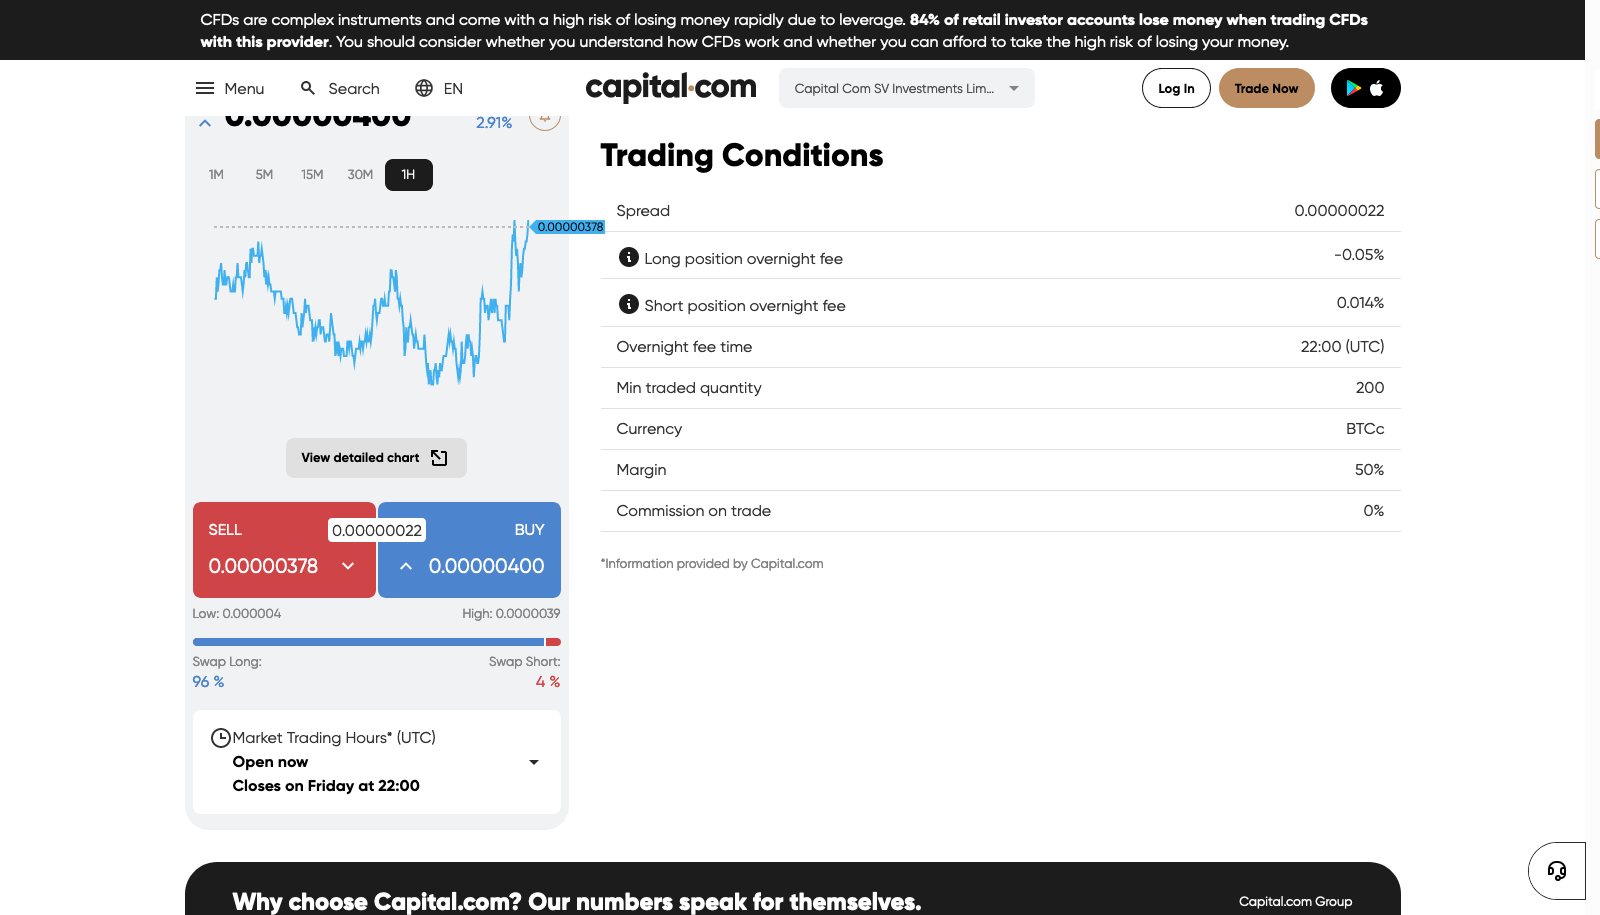 CFDs are complex instruments and come with a high risk of losing money rapidly due to leverage. 84% of retail investor accounts lose money when trading CFDs
with this provider. You should consider whether you understand how CFDs work and whether you can afford to take the high risk of losing your money.
Menu
Search
EN
capital.com
Capital Com SV Investments Lim...
Log In
Trade Now
0.00000400
2.91%
1M
5M
15M
30M
1H
0.00000378
View detailed chart
SELL
0.00000022
BUY
0.00000378
0.00000400
Low: 0.000004
High: 0.0000039
Swap Long:
Swap Short:
96 %
4 %
Market Trading Hours* (UTC)
Open now
Closes on Friday at 22:00
Trading Conditions
Spread
0.00000022
Long position overnight fee
-0.05%
Short position overnight fee
0.014%
Overnight fee time
22:00 (UTC)
Min traded quantity
200
Currency
BTCc
Margin
50%
Commission on trade
0%
*Information provided by Capital.com
Why choose Capital.com? Our numbers speak for themselves.
Capital.com Group